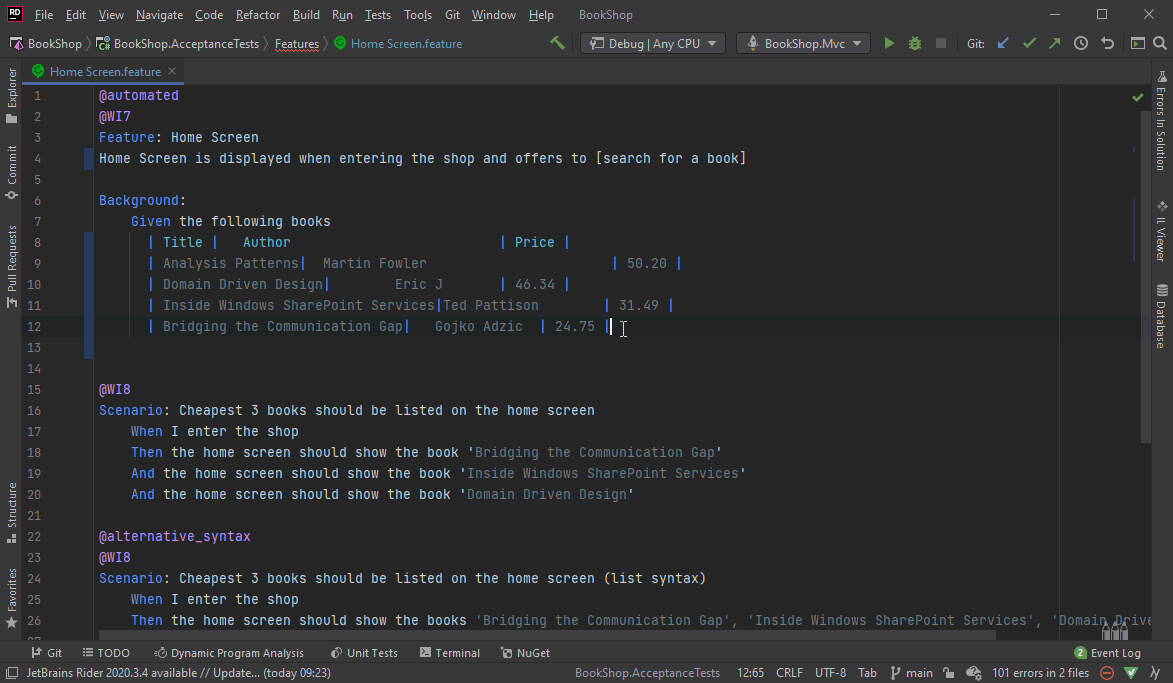 RD File Edit View Navigate Code Refactor Build Run Tests Tools Git Window Help BookShop
BookShop BookShop.AcceptanceTests Features Home Screen.feature Debug | Any CPU BookShop.Mvc Git:
Home Screen.feature
Explorer
Commit
Pull Requests
Structure
Favorites
1 @automated
2 @WI7
3 Feature: Home Screen
4 Home Screen is displayed when entering the shop and offers to [search for a book]
5
6 Background:
7 Given the following books
8 | Title | Author | Price |
9 | Analysis Patterns| Martin Fowler | 50.20 |
10 | Domain Driven Design| Eric J | 46.34 |
11 | Inside Windows SharePoint Services|Ted Pattison | 31.49 |
12 | Bridging the Communication Gap| Gojko Adzic | 24.75 |
13
14
15 @WI8
16 Scenario: Cheapest 3 books should be listed on the home screen
17 When I enter the shop
18 Then the home screen should show the book 'Bridging the Communication Gap'
19 And the home screen should show the book 'Inside Windows SharePoint Services'
20 And the home screen should show the book 'Domain Driven Design'
21
22 @alternative_syntax
23 @WI8
24 Scenario: Cheapest 3 books should be listed on the home screen (list syntax)
25 When I enter the shop
26 Then the home screen should show the books 'Bridging the Communication Gap', 'Inside Windows SharePoint Services', 'Domain Drive
27
Errors In Solution
IL Viewer
Database
Git TODO Dynamic Program Analysis Unit Tests Terminal NuGet 2 Event Log
JetBrains Rider 2020.3.4 available // Update... (today 09:23) BookShop.AcceptanceTests 12:65 CRLF UTF-8 Tab main 101 errors in 2 files